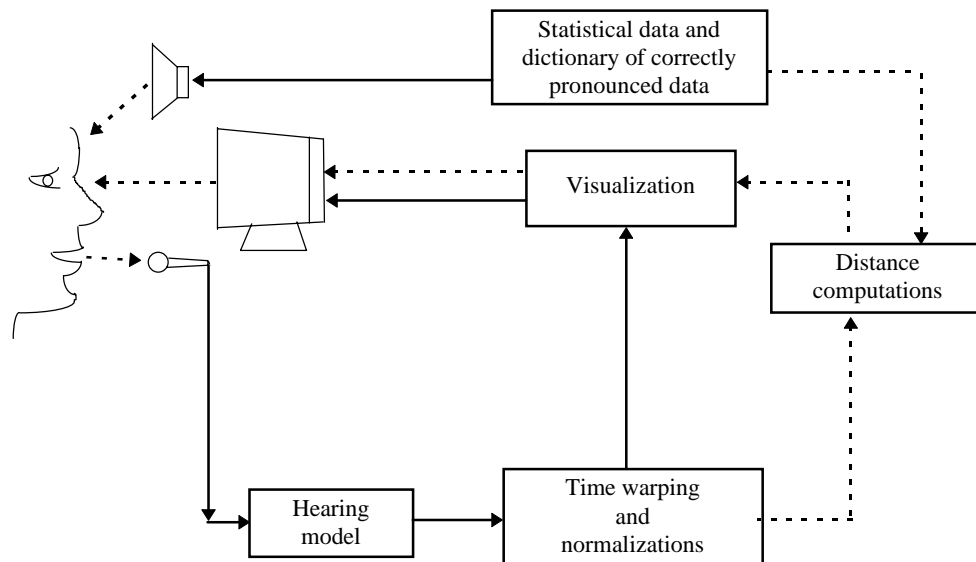 Statistical data and
dictionary of correctly
pronounced data
Visualization
Distance
computations
Hearing
model
Time warping
and
normalizations